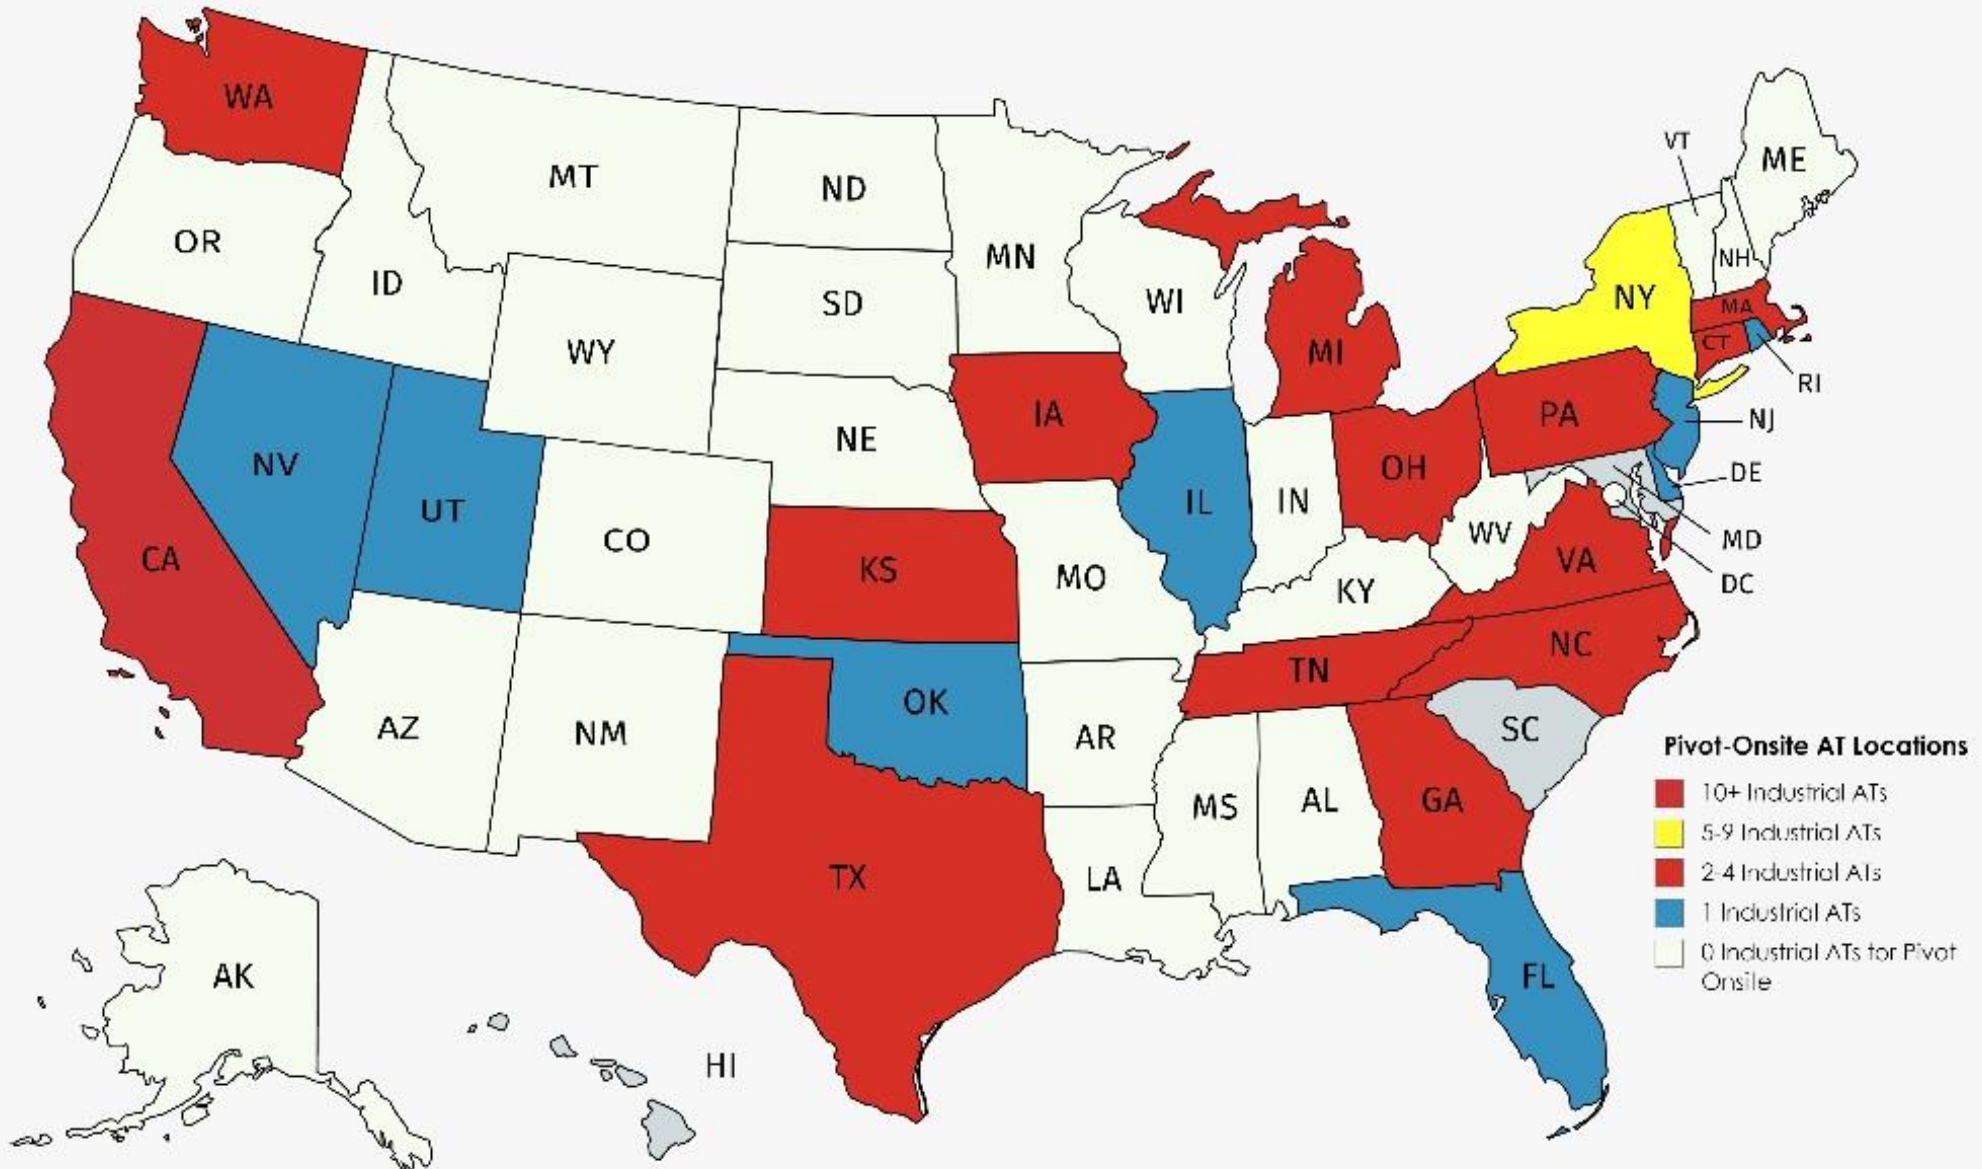 WA
MT
ND
MN
VT
ME
OR
ID
SD
WI
NH
NY
MA
WY
MI
CT
RI
IA
PA
NJ
NE
NV
OH
DE
UT
IL
IN
CO
WV
MD
CA
KS
MO
VA
DC
KY
NC
TN
OK
AZ
NM
AR
SC
MS
AL
GA
TX
LA
FL
AK
HI
Pivot-Onsite AT Locations
10+ Industrial ATs
5-9 Industrial ATs
2-4 Industrial ATs
1 Industrial ATs
0 Industrial ATs for Pivot
Onsile